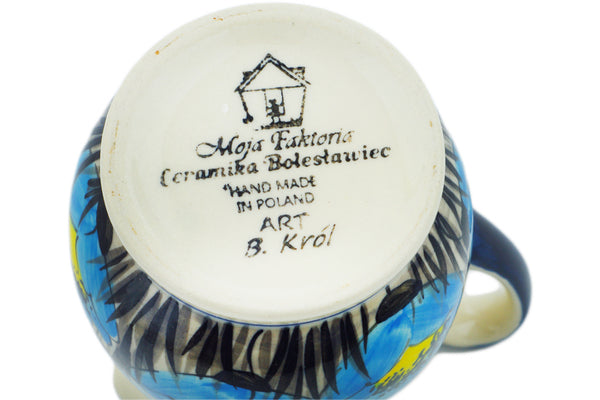 Moja Faktoria
Ceramika Bolesławiec
HAND MADE
IN POLAND
ART
B. Król